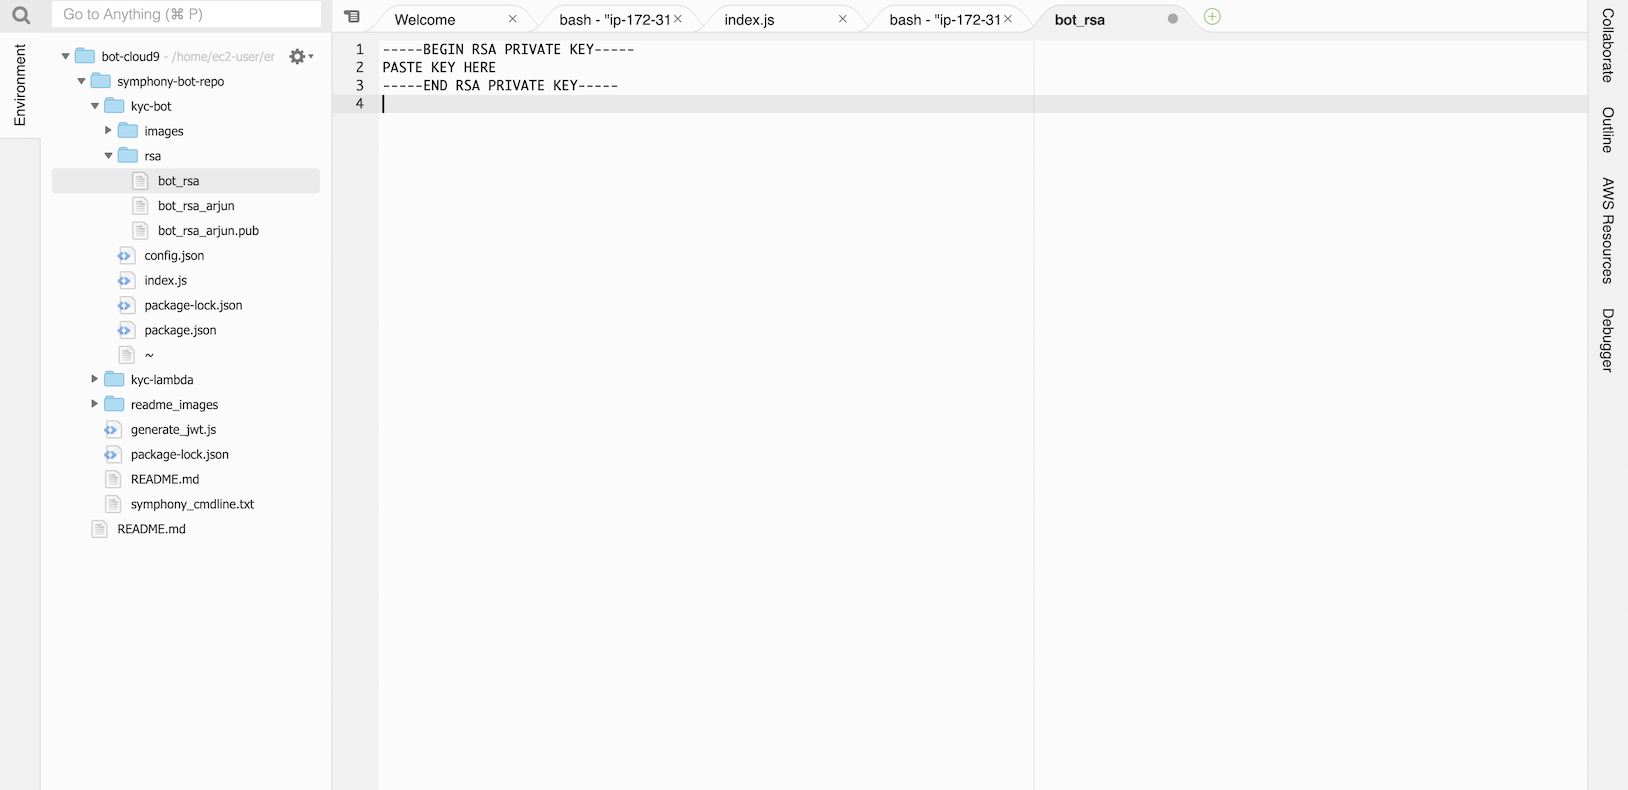 Go to Anything (⌘ P)
Welcome
bash - "ip-172-31
index.js
bash - "ip-172-31
bot_rsa
Environment
bot-cloud9 - /home/ec2-user/er
symphony-bot-repo
kyc-bot
images
rsa
bot_rsa
bot_rsa_arjun
bot_rsa_arjun.pub
config.json
index.js
package-lock.json
package.json
~
kyc-lambda
readme_images
generate_jwt.js
package-lock.json
README.md
symphony_cmdline.txt
README.md
1 -----BEGIN RSA PRIVATE KEY-----
2 PASTE KEY HERE
3 -----END RSA PRIVATE KEY-----
4
Collaborate
Outline
AWS Resources
Debugger